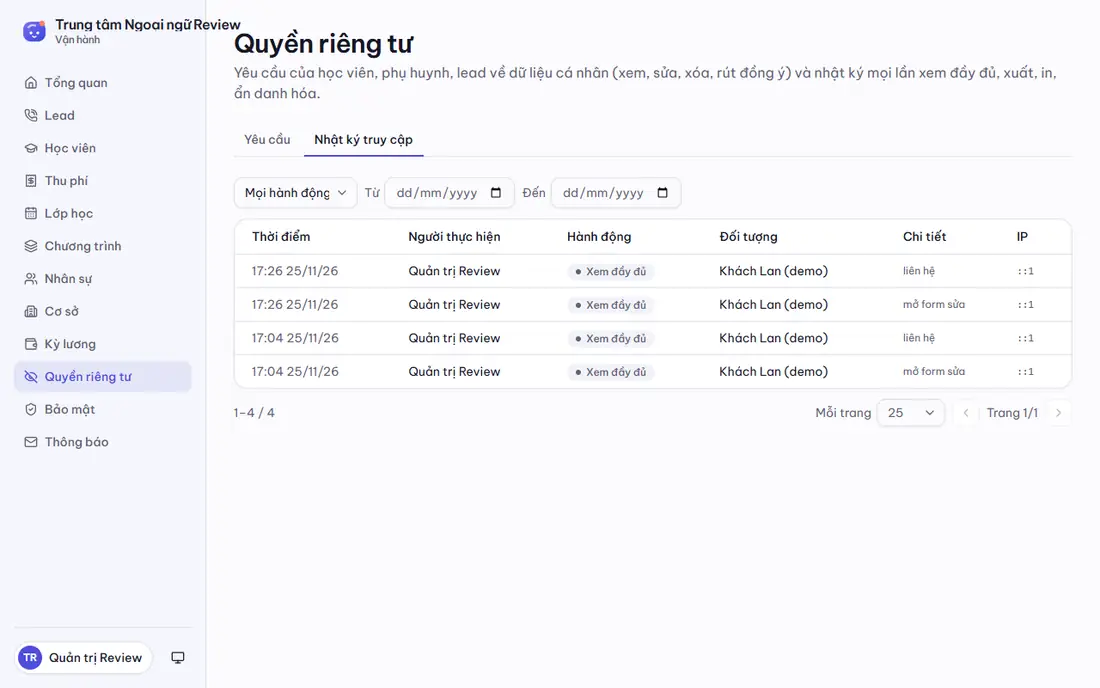 Trung tâm Ngoại ngữ Review
Vận hành
Tổng quan
Lead
Học viên
Thu phí
Lớp học
Chương trình
Nhân sự
Cơ sở
Kỳ lương
Quyền riêng tư
Bảo mật
Thông báo
TR Quản trị Review
Quyền riêng tư
Yêu cầu của học viên, phụ huynh, lead về dữ liệu cá nhân (xem, sửa, xóa, rút đồng ý) và nhật ký mọi lần xem đầy đủ, xuất, in,
ẩn danh hóa.
Yêu cầu Nhật ký truy cập
Mọi hành động Từ dd/mm/yyyy Đến dd/mm/yyyy
Thời điểm Người thực hiện Hành động Đối tượng Chi tiết IP
17:26 25/11/26 Quản trị Review Xem đầy đủ Khách Lan (demo) liên hệ ::1
17:26 25/11/26 Quản trị Review Xem đầy đủ Khách Lan (demo) mở form sửa ::1
17:04 25/11/26 Quản trị Review Xem đầy đủ Khách Lan (demo) liên hệ ::1
17:04 25/11/26 Quản trị Review Xem đầy đủ Khách Lan (demo) mở form sửa ::1
1–4 / 4 Mỗi trang 25 Trang 1/1